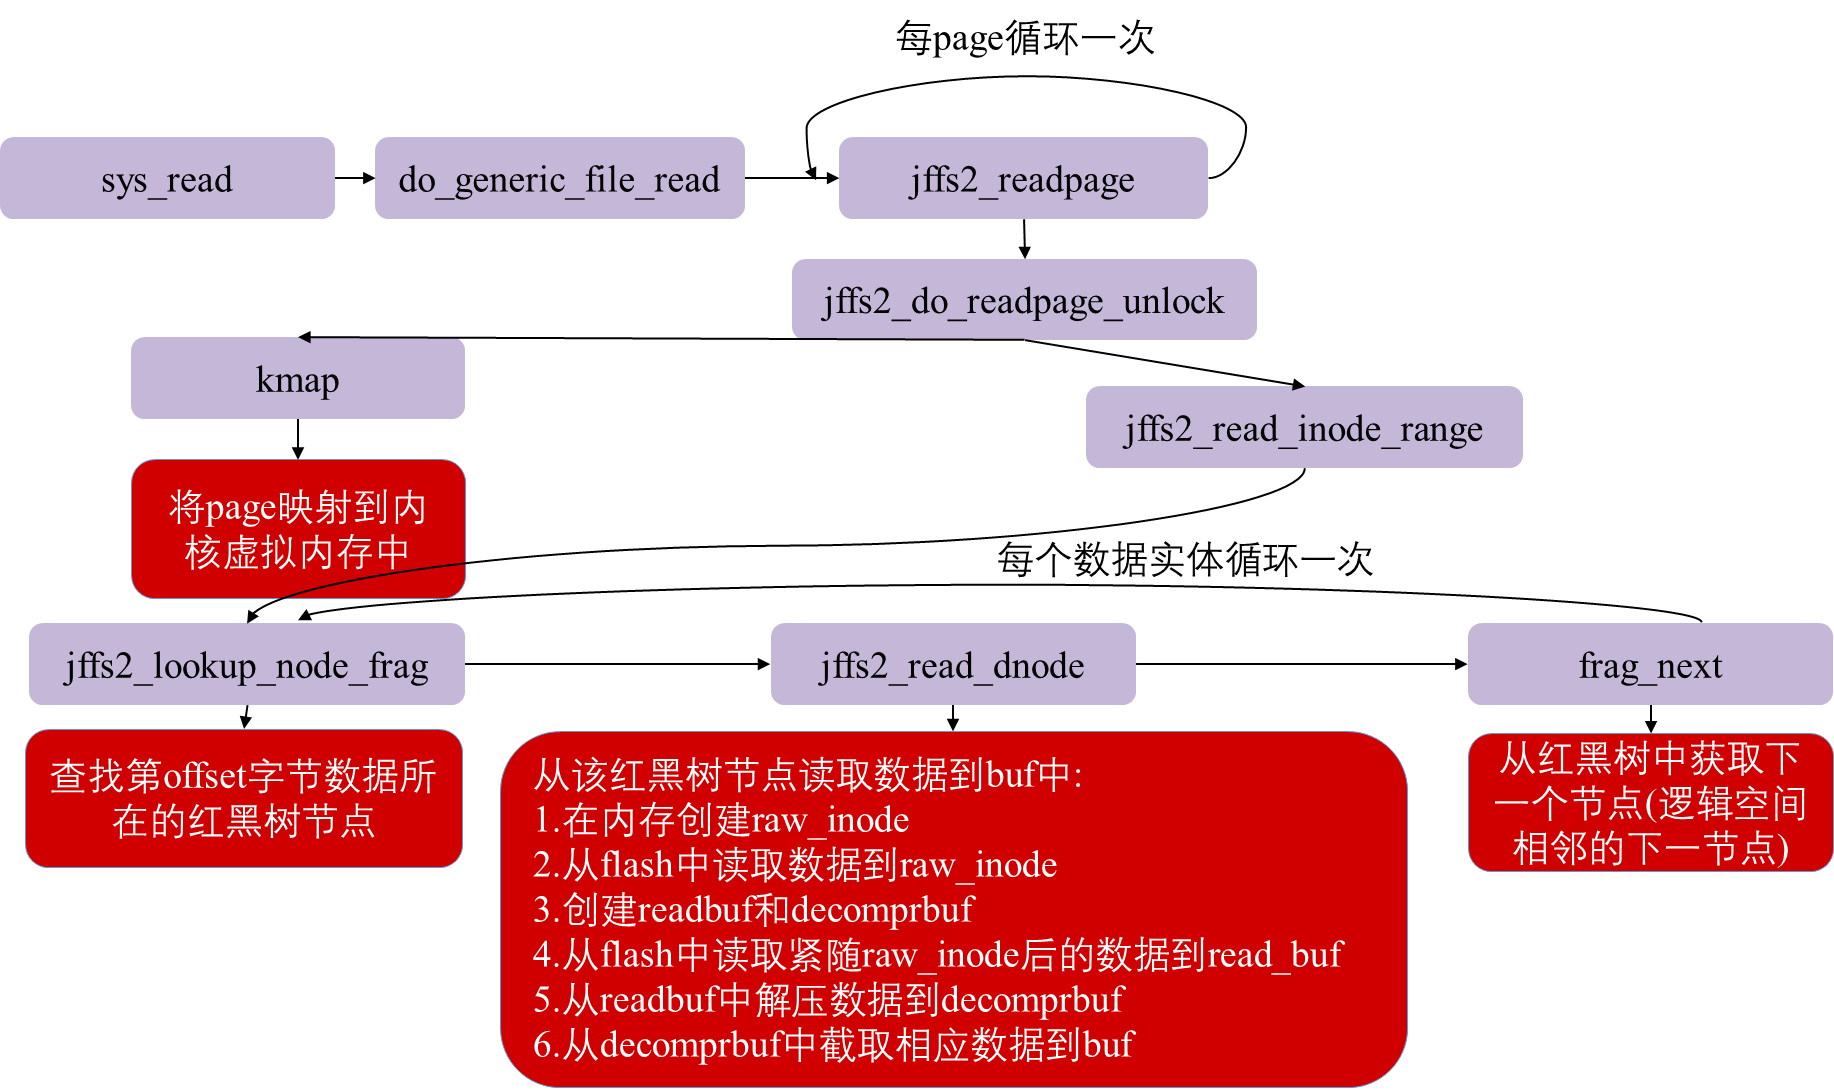 每page循环一次
sys_read
do_generic_file_read
jffs2_readpage
jffs2_do_readpage_unlock
kmap
jffs2_read_inode_range
将page映射到内
核虚拟内存中
每个数据实体循环一次
jffs2_lookup_node_frag
jffs2_read_dnode
frag_next
查找第offset字节数据所
在的红黑树节点
从该红黑树节点读取数据到buf中:
1.在内存创建raw_inode
2.从flash中读取数据到raw_inode
3.创建readbuf和decomprbuf
4.从flash中读取紧随raw_inode后的数据到read_buf
5.从readbuf中解压数据到decomprbuf
6.从decomprbuf中截取相应数据到buf
从红黑树中获取下
一个节点(逻辑空间
相邻的下一节点)